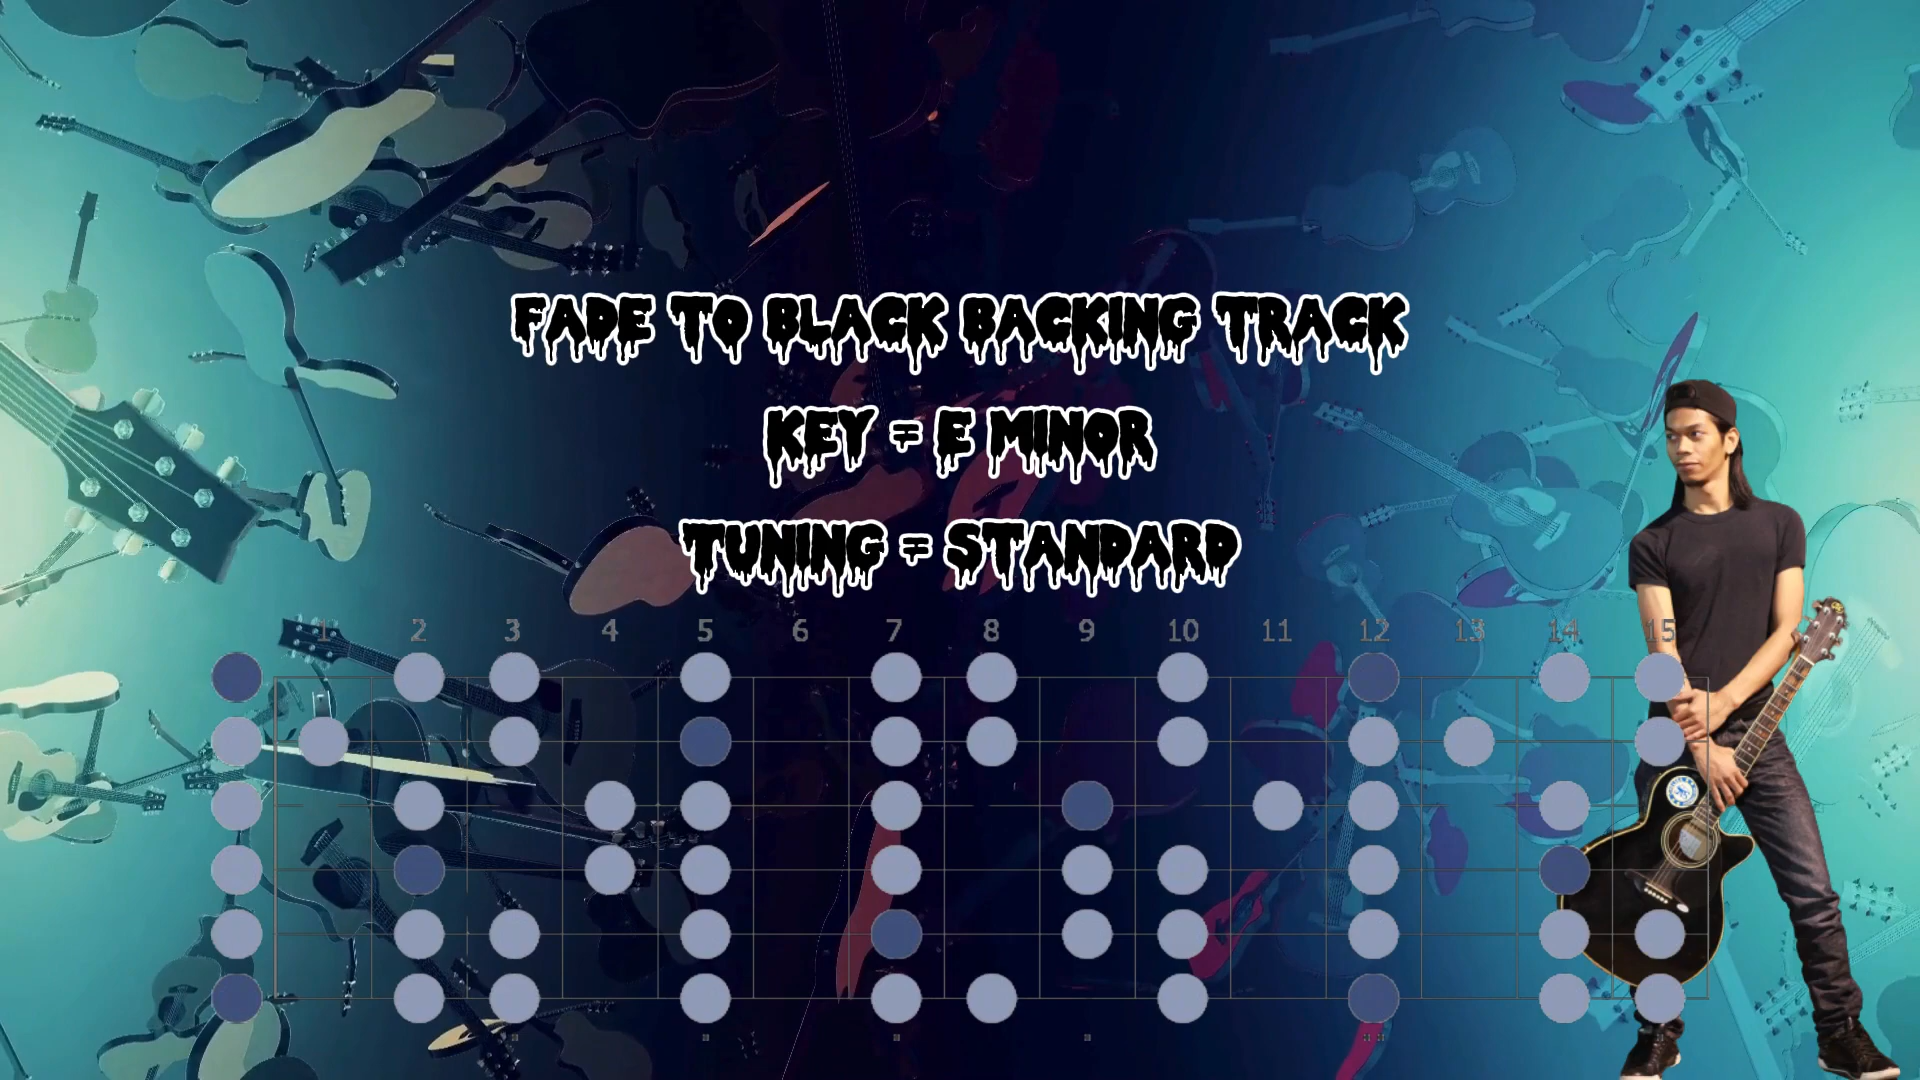 FADE TO BLACK BACKING TRACK
KEY = E MINOR
TUNING = STANDARD
1 2 3 4 5 6 7 8 9 10 11 12 13 14 15